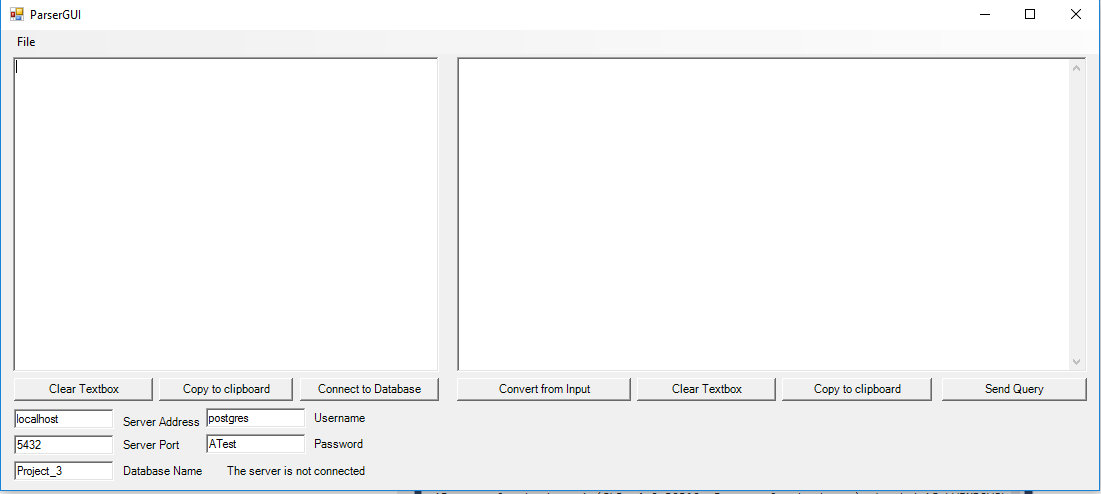 ParserGUI
File
Clear Textbox Copy to clipboard Connect to Database Convert from Input Clear Textbox Copy to clipboard Send Query
localhost Server Address postgres Username
5432 Server Port ATest Password
Project_3 Database Name The server is not connected